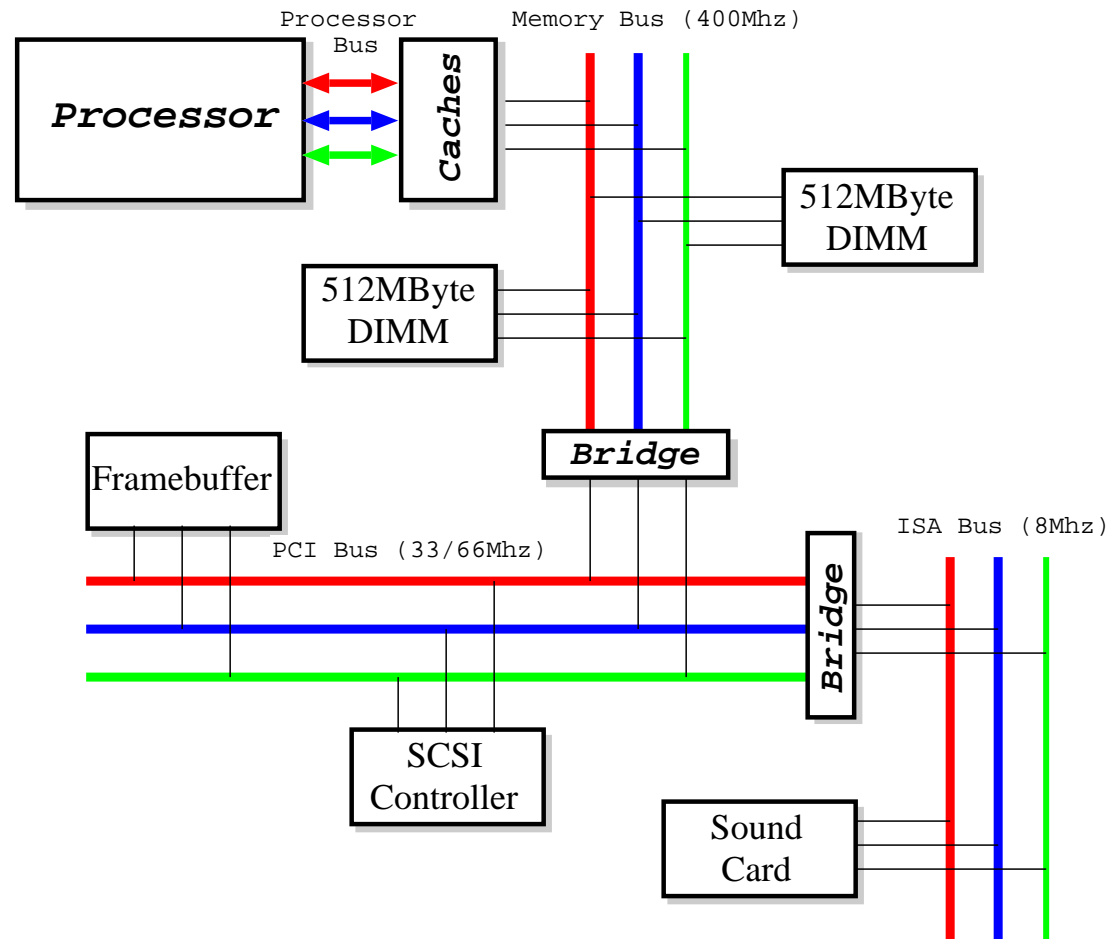 Processor
Bus
Memory Bus (400Mhz)
Processor
Caches
512MByte
DIMM
512MByte
DIMM
Bridge
Framebuffer
PCI Bus (33/66Mhz)
ISA Bus (8Mhz)
Bridge
SCSI
Controller
Sound
Card